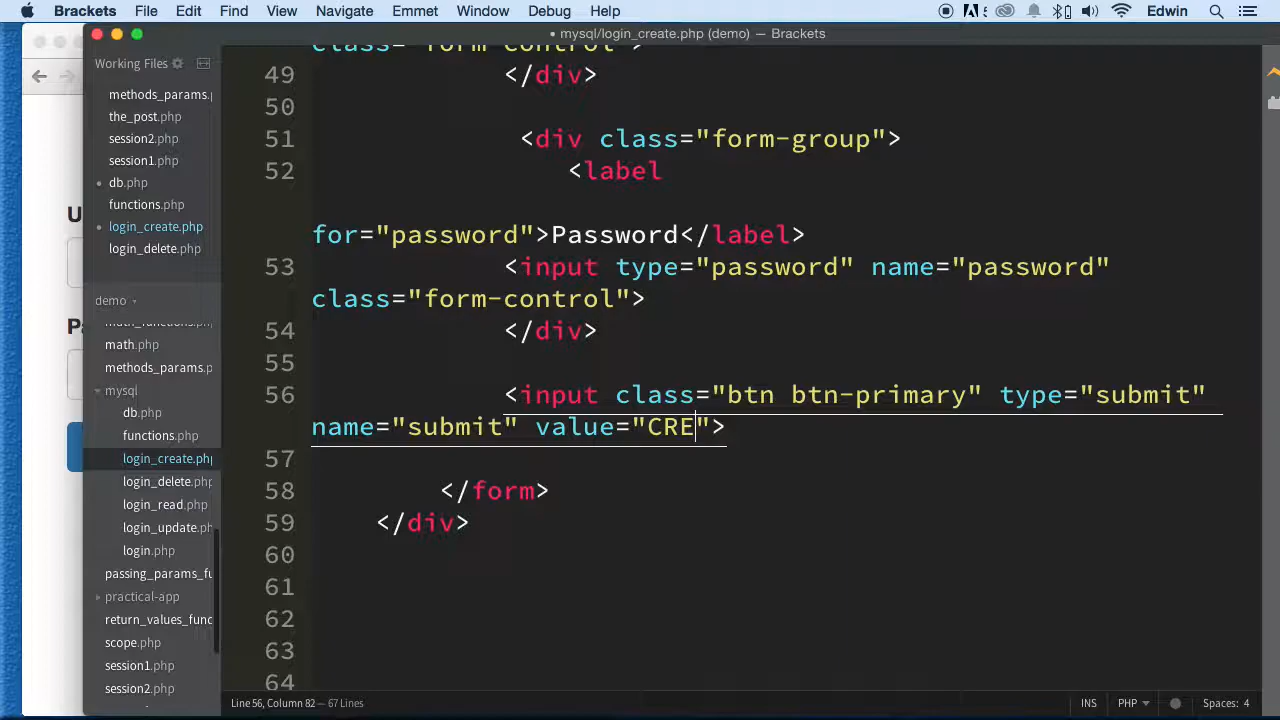 Brackets File Edit Find View Navigate Emmet Window Debug Help Edwin
mysql/login_create.php (demo) — Brackets
Working Files
methods_params.p
the_post.php
session2.php
session1.php
db.php
functions.php
login_create.php
login_delete.php
demo
math_functions.ph
math.php
methods_params.p
mysql
db.php
functions.php
login_create.php
login_delete.php
login_read.php
login_update.ph
login.php
passing_params_fu
practical-app
return_values_func
scope.php
session1.php
session2.php
class="form-control">
49 </div>
50
51 <div class="form-group">
52 <label
for="password">Password</label>
53 <input type="password" name="password"
class="form-control">
54 </div>
55
56 <input class="btn btn-primary" type="submit"
name="submit" value="CRE">
57
58 </form>
59 </div>
60
61
62
63
64
Line 56, Column 82 — 67 Lines
INS PHP Spaces: 4